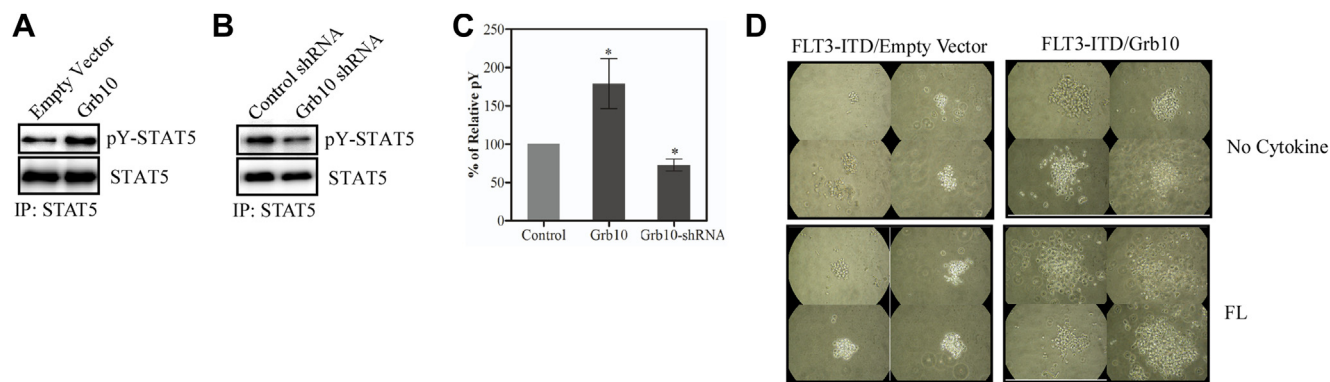 A
Empty Vector
Grb10
pY-STAT5
STAT5
IP: STAT5
B
Control shRNA
Grb10 shRNA
pY-STAT5
STAT5
IP: STAT5
C
% of Relative pY
250
200
150
100
50
0
*
*
Control
Grb10
Grb10-shRNA
D
FLT3-ITD/Empty Vector
FLT3-ITD/Grb10
No Cytokine
FL